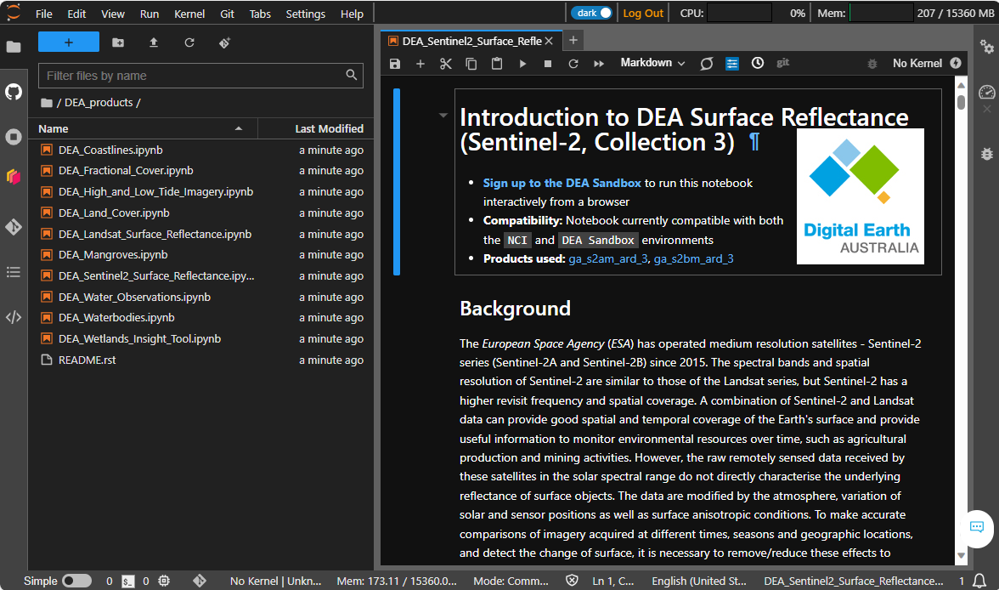 File Edit View Run Kernel Git Tabs Settings Help
dark
Log Out
CPU: 0%
Mem: 207 / 15360 MB
Filter files by name
/ DEA_products /
Name Last Modified
DEA_Coastlines.ipynb a minute ago
DEA_Fractional_Cover.ipynb a minute ago
DEA_High_and_Low_Tide_Imagery.ipynb a minute ago
DEA_Land_Cover.ipynb a minute ago
DEA_Landsat_Surface_Reflectance.ipynb a minute ago
DEA_Mangroves.ipynb a minute ago
DEA_Sentinel2_Surface_Reflectance.ipy... a minute ago
DEA_Water_Observations.ipynb a minute ago
DEA_Waterbodies.ipynb a minute ago
DEA_Wetlands_Insight_Tool.ipynb a minute ago
README.rst a minute ago
DEA_Sentinel2_Surface_Refle
Markdown
git
No Kernel
Introduction to DEA Surface Reflectance
(Sentinel-2, Collection 3) ¶
• Sign up to the DEA Sandbox to run this notebook
interactively from a browser
• Compatibility: Notebook currently compatible with both
the NCI and DEA Sandbox environments
• Products used: ga_s2am_ard_3, ga_s2bm_ard_3
Digital Earth
AUSTRALIA
Background
The European Space Agency (ESA) has operated medium resolution satellites - Sentinel-2
series (Sentinel-2A and Sentinel-2B) since 2015. The spectral bands and spatial
resolution of Sentinel-2 are similar to those of the Landsat series, but Sentinel-2 has a
higher revisit frequency and spatial coverage. A combination of Sentinel-2 and Landsat
data can provide good spatial and temporal coverage of the Earth's surface and provide
useful information to monitor environmental resources over time, such as agricultural
production and mining activities. However, the raw remotely sensed data received by
these satellites in the solar spectral range do not directly characterise the underlying
reflectance of surface objects. The data are modified by the atmosphere, variation of
solar and sensor positions as well as surface anisotropic conditions. To make accurate
comparisons of imagery acquired at different times, seasons and geographic locations,
and detect the change of surface, it is necessary to remove/reduce these effects to
Simple 0 $_ 0 No Kernel | Unkn... Mem: 173.11 / 15360.0... Mode: Comm... Ln 1, C... English (United St... DEA_Sentinel2_Surface_Reflectance... 1